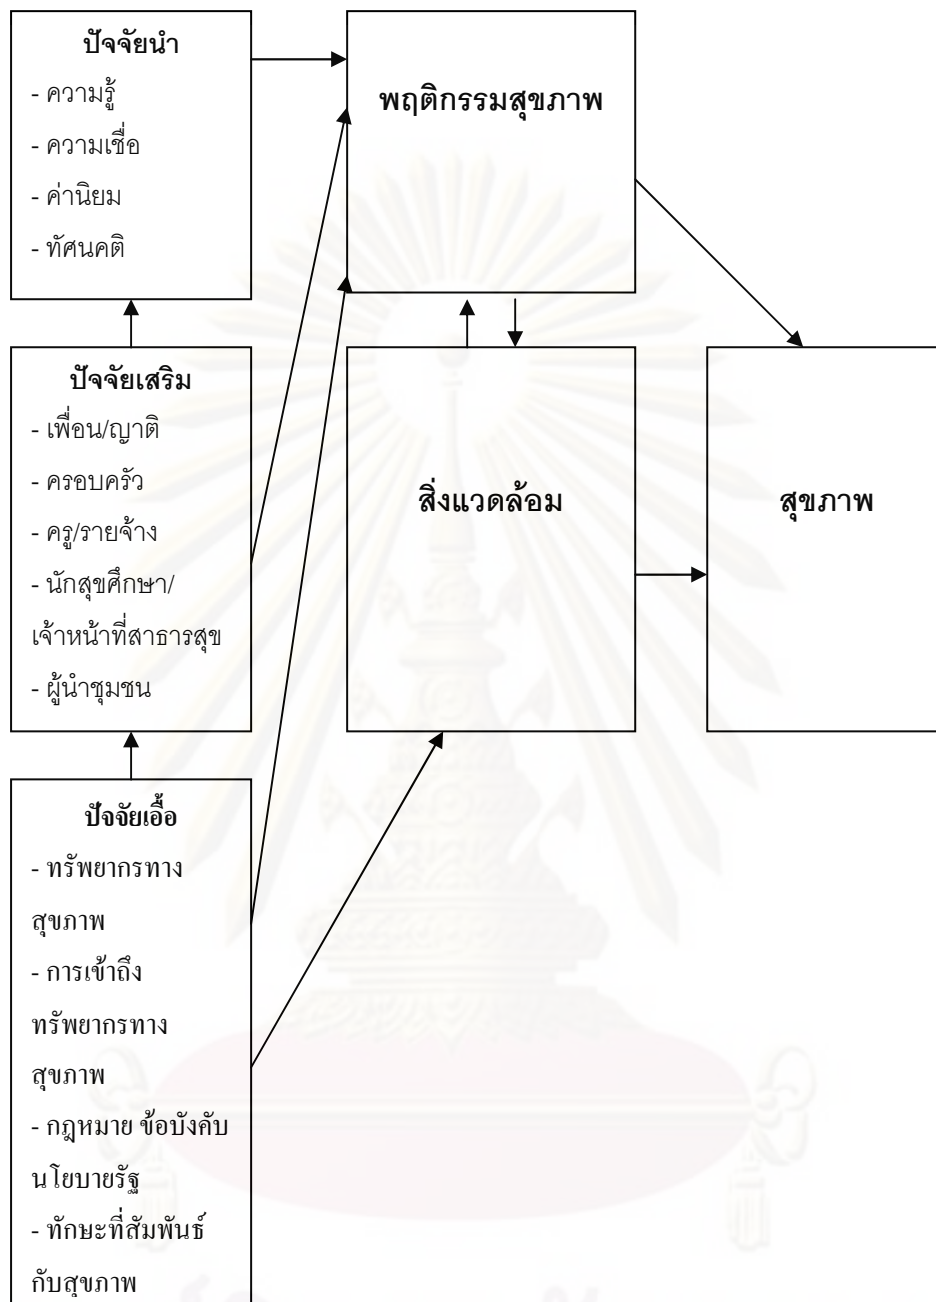 ปัจจัยนำ
- ความรู้
- ความเชื่อ
- ค่านิยม
- ทัศนคติ
พฤติกรรมสุขภาพ
ปัจจัยเสริม
- เพื่อน/ญาติ
- ครอบครัว
- ครู/รายจ้าง
- นักสุขศึกษา/
เจ้าหน้าที่สาธารสุข
- ผู้นำชุมชน
สิ่งแวดล้อม
สุขภาพ
ปัจจัยเอื้อ
- ทรัพยากรทาง
สุขภาพ
- การเข้าถึง
ทรัพยากรทาง
สุขภาพ
- กฎหมาย ข้อบังคับ
นโยบายรัฐ
- ทักษะที่สัมพันธ์
กับสุขภาพ